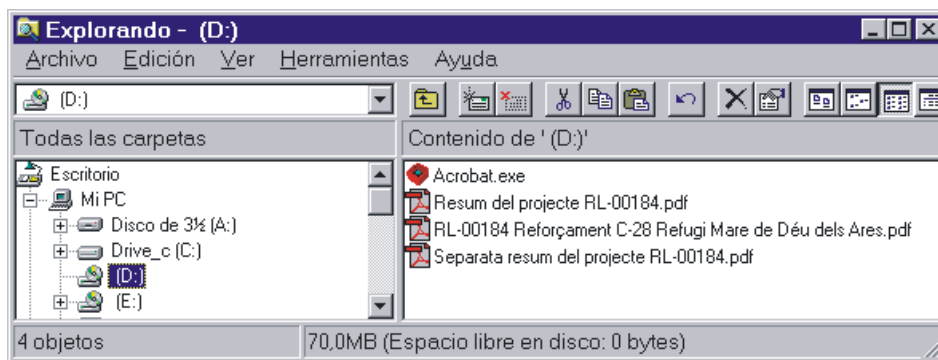 Explorando - (D:)
Archivo Edición Ver Herramientas Ayuda
(D:)
Todas las carpetas
Contenido de ' (D:)'
Escritorio
Mi PC
Disco de 3½ (A:)
Drive_c (C:)
(D:)
(E:)
Acrobat.exe
Resum del projecte RL-00184.pdf
RL-00184 Reforçament C-28 Refugi Mare de Déu dels Ares.pdf
Separata resum del projecte RL-00184.pdf
4 objetos
70,0MB (Espacio libre en disco: 0 bytes)